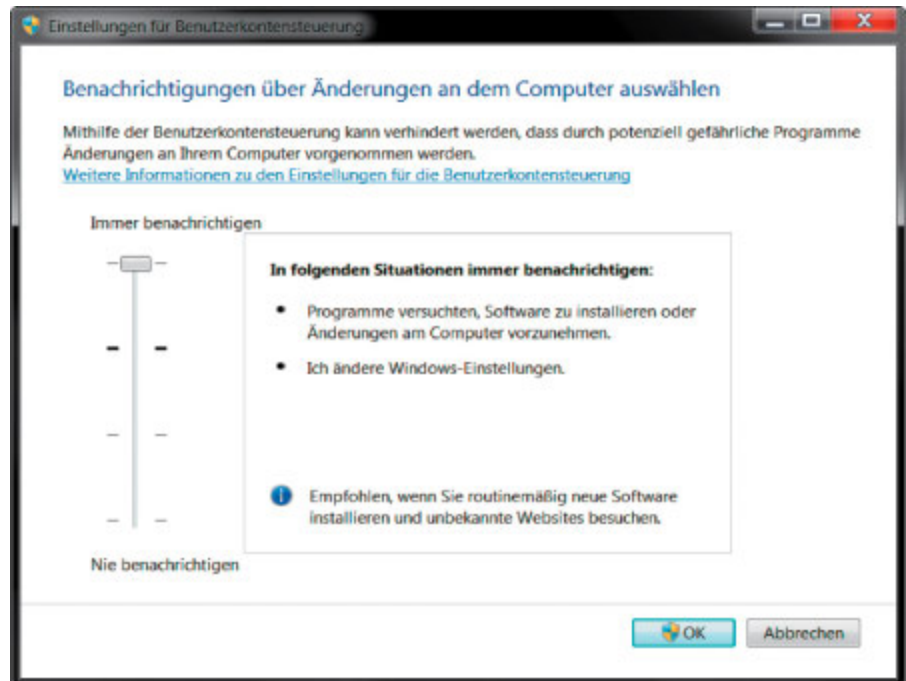 Einstellungen für Benutzerkontensteuerung
Benachrichtigungen über Änderungen an dem Computer auswählen
Mithilfe der Benutzerkontensteuerung kann verhindert werden, dass durch potenziell gefährliche Programme
Änderungen an Ihrem Computer vorgenommen werden.
Weitere Informationen zu den Einstellungen für die Benutzerkontensteuerung
Immer benachrichtigen
In folgenden Situationen immer benachrichtigen:
• Programme versuchten, Software zu installieren oder
Änderungen am Computer vorzunehmen.
• Ich ändere Windows-Einstellungen.
Empfohlen, wenn Sie routinemäßig neue Software
installieren und unbekannte Websites besuchen.
Nie benachrichtigen
OK Abbrechen